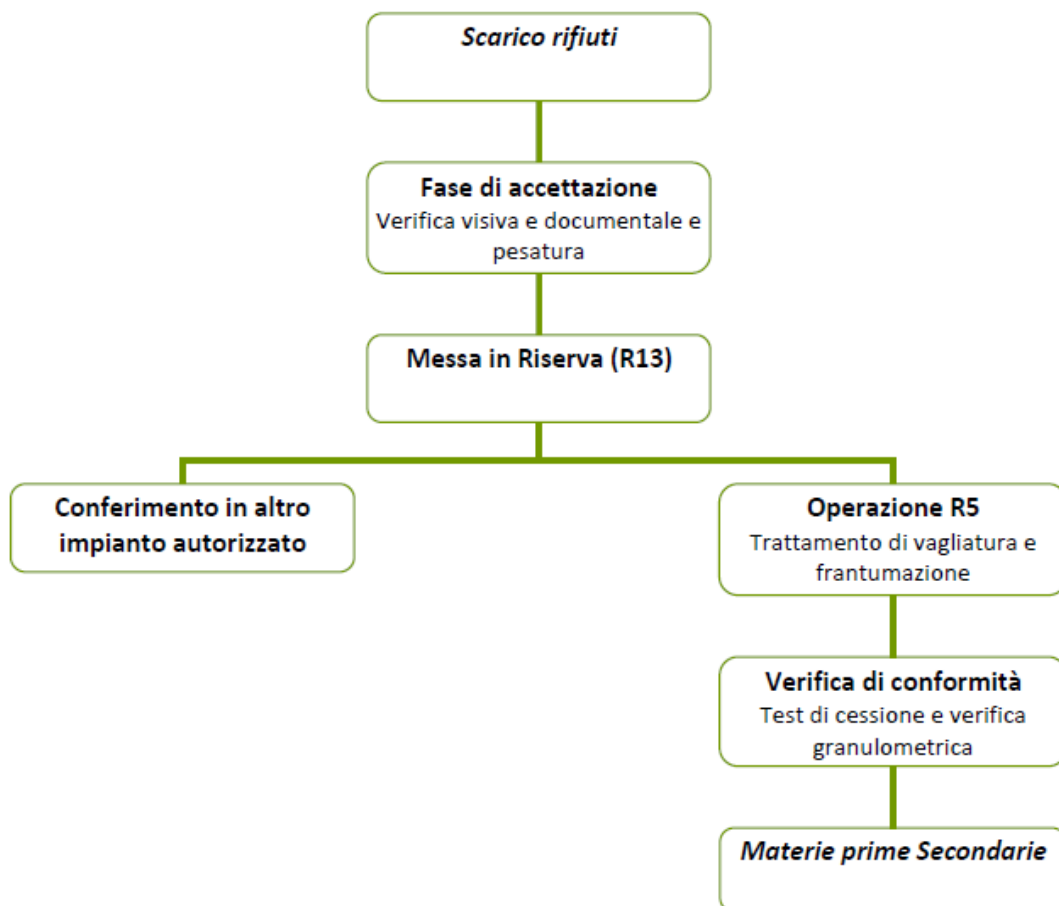 Scarico rifiuti
Fase di accettazione
Verifica visiva e documentale e
pesatura
Messa in Riserva (R13)
Conferimento in altro
impianto autorizzato
Operazione R5
Trattamento di vagliatura e
frantumazione
Verifica di conformità
Test di cessione e verifica
granulometrica
Materie prime Secondarie